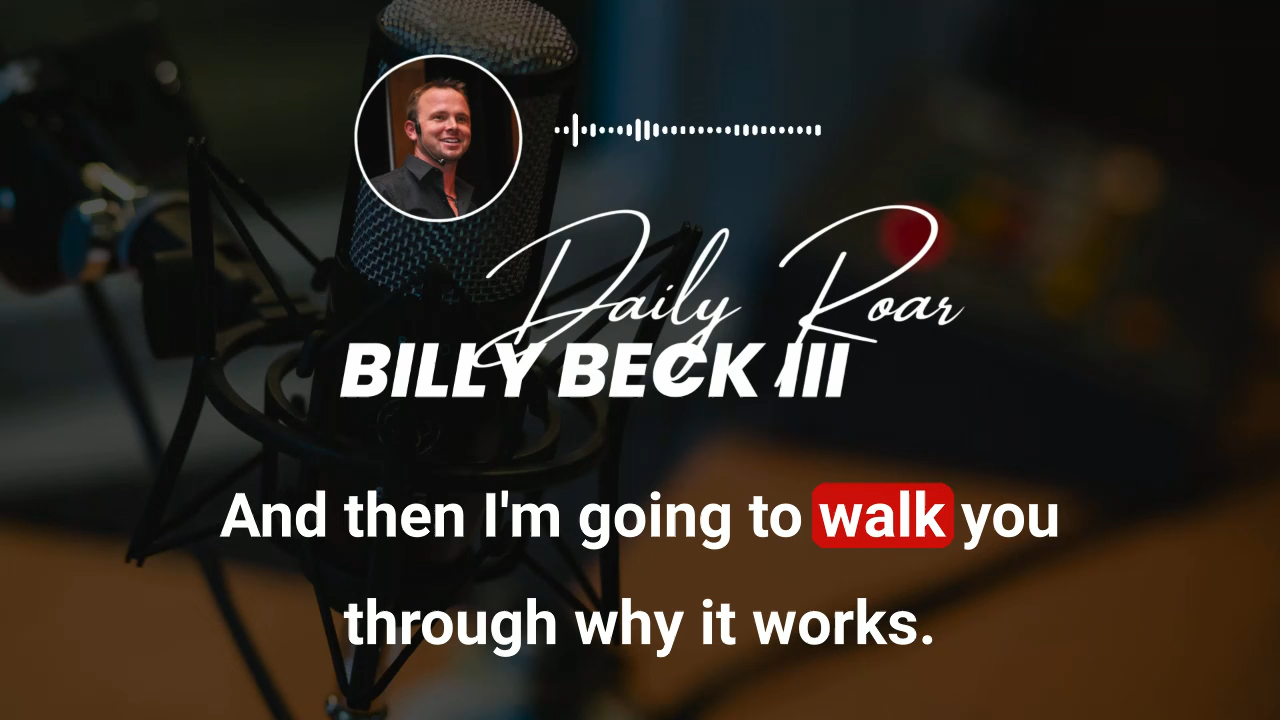 Daily Roar
BILLY BECK III
And then I'm going to walk you
through why it works.